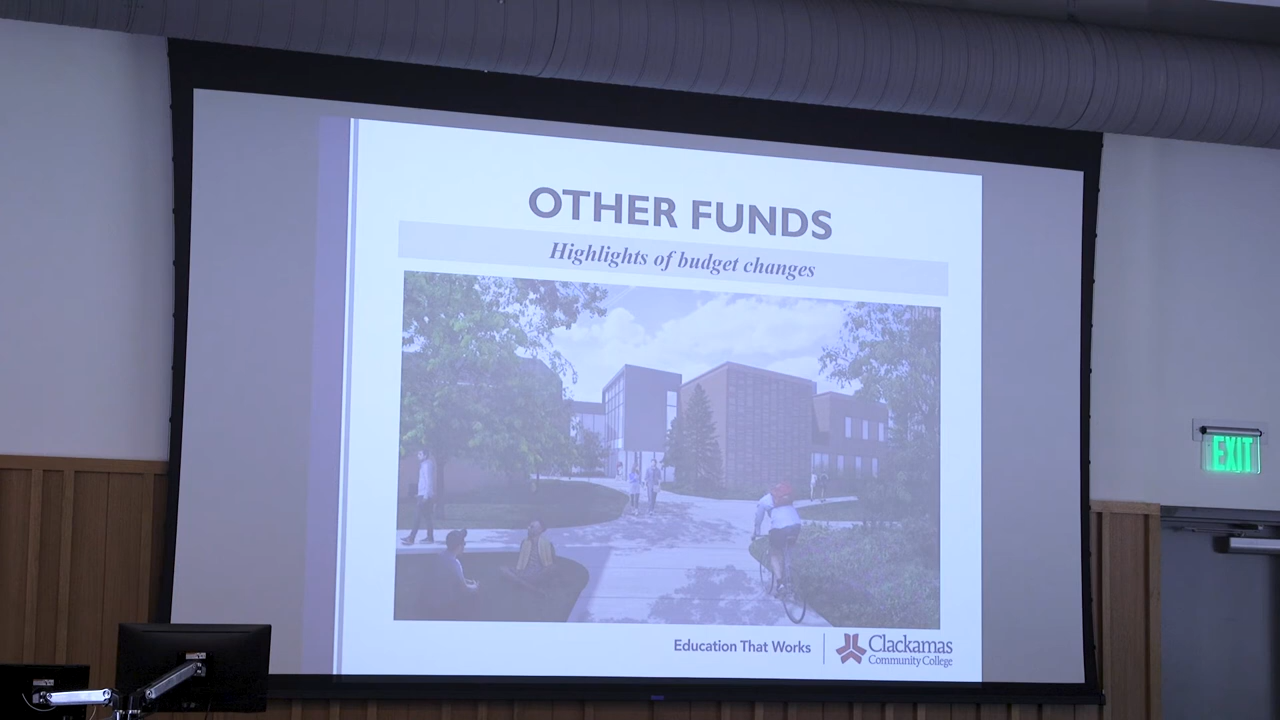 OTHER FUNDS
Highlights of budget changes
EXIT
Education That Works
Clackamas
Community College